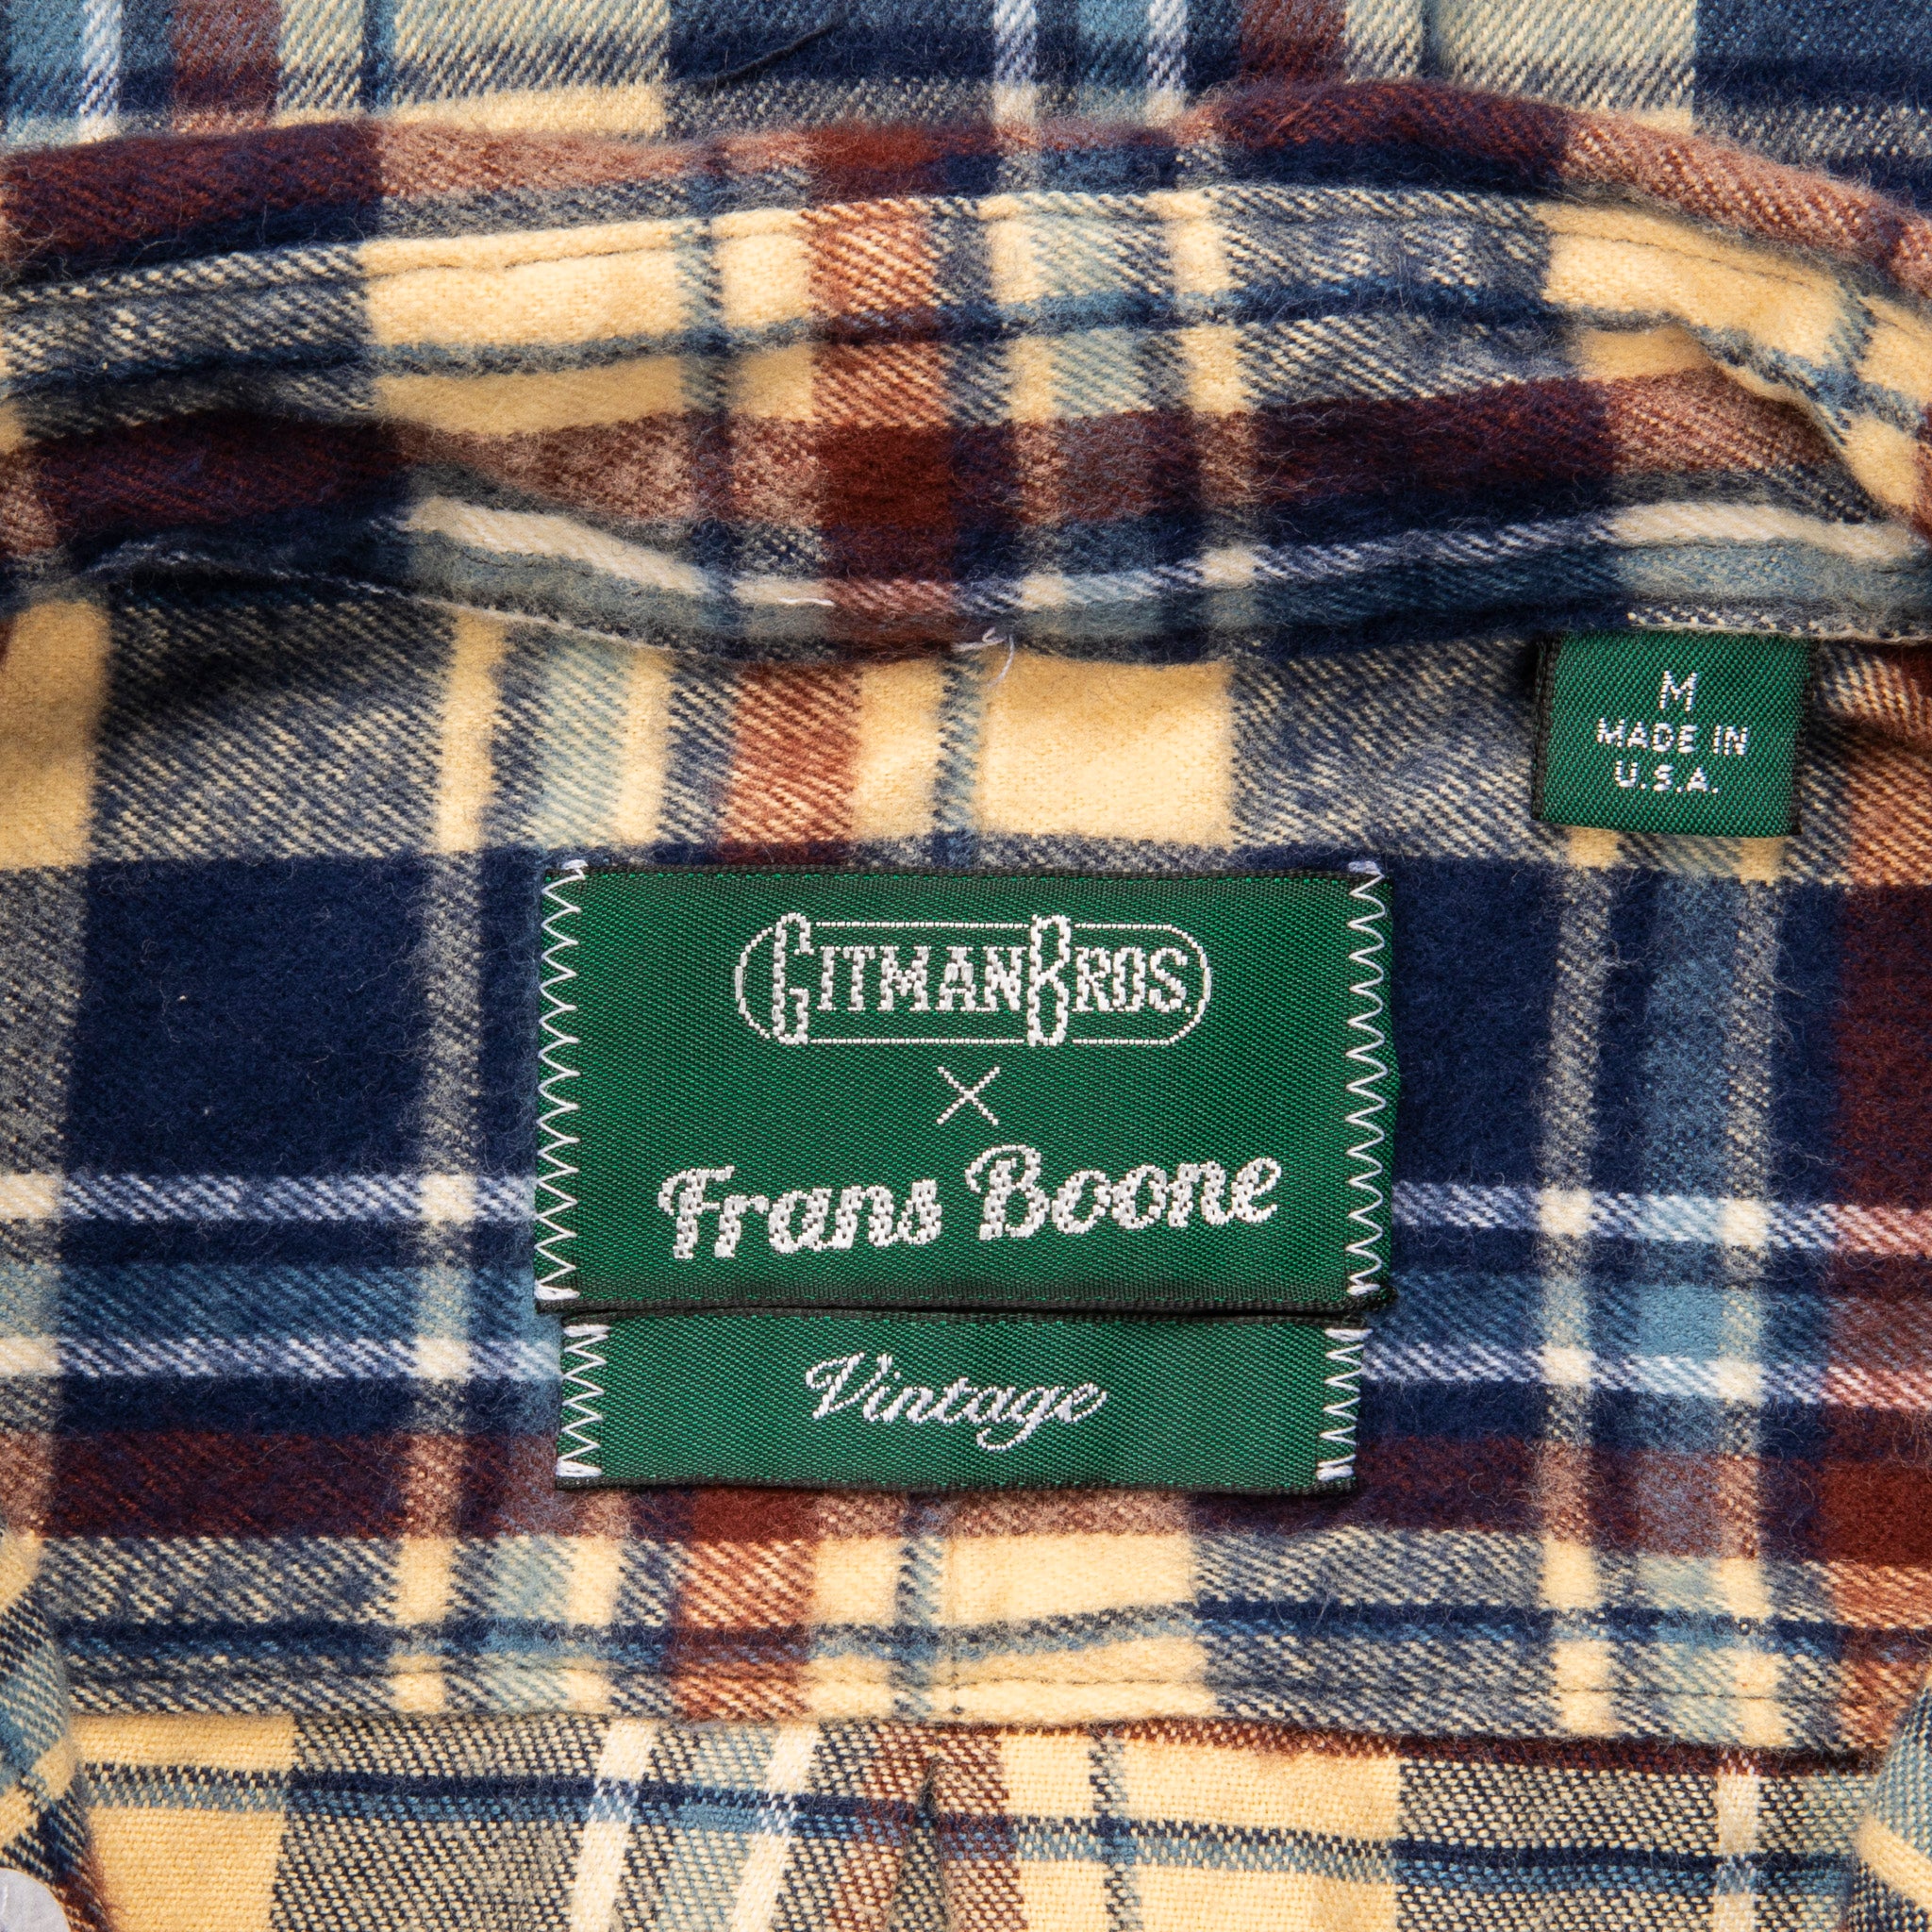 M
MADE IN
U.S.A.
GITMAN BROS.
×
Frans Boone
Vintage